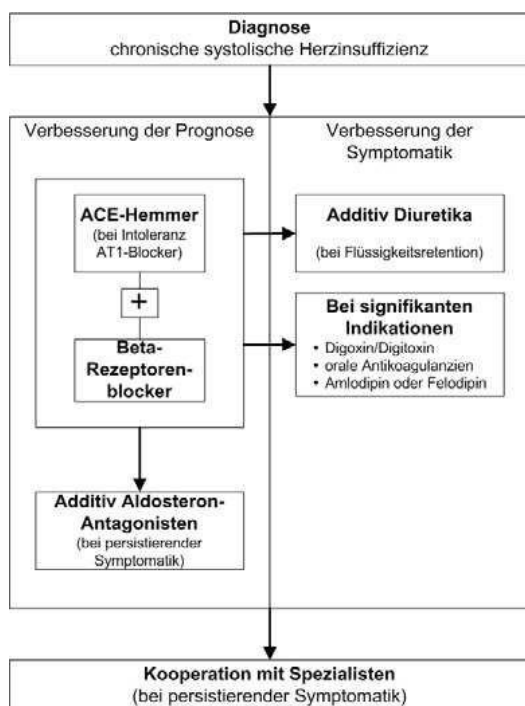 Diagnose
chronische systolische Herzinsuffizienz
Verbesserung der Prognose
ACE-Hemmer
(bei Intoleranz
AT1-Blocker)
+
Beta-
Rezeptoren-
blocker
Additiv Aldosteron-
Antagonisten
(bei persistierender
Symptomatik)
Verbesserung der
Symptomatik
Additiv Diuretika
(bei Flüssigkeitsretention)
Bei signifikanten
Indikationen
• Digoxin/Digitoxin
• orale Antikoagulanzien
• Amlodipin oder Felodipin
Kooperation mit Spezialisten
(bei persistierender Symptomatik)